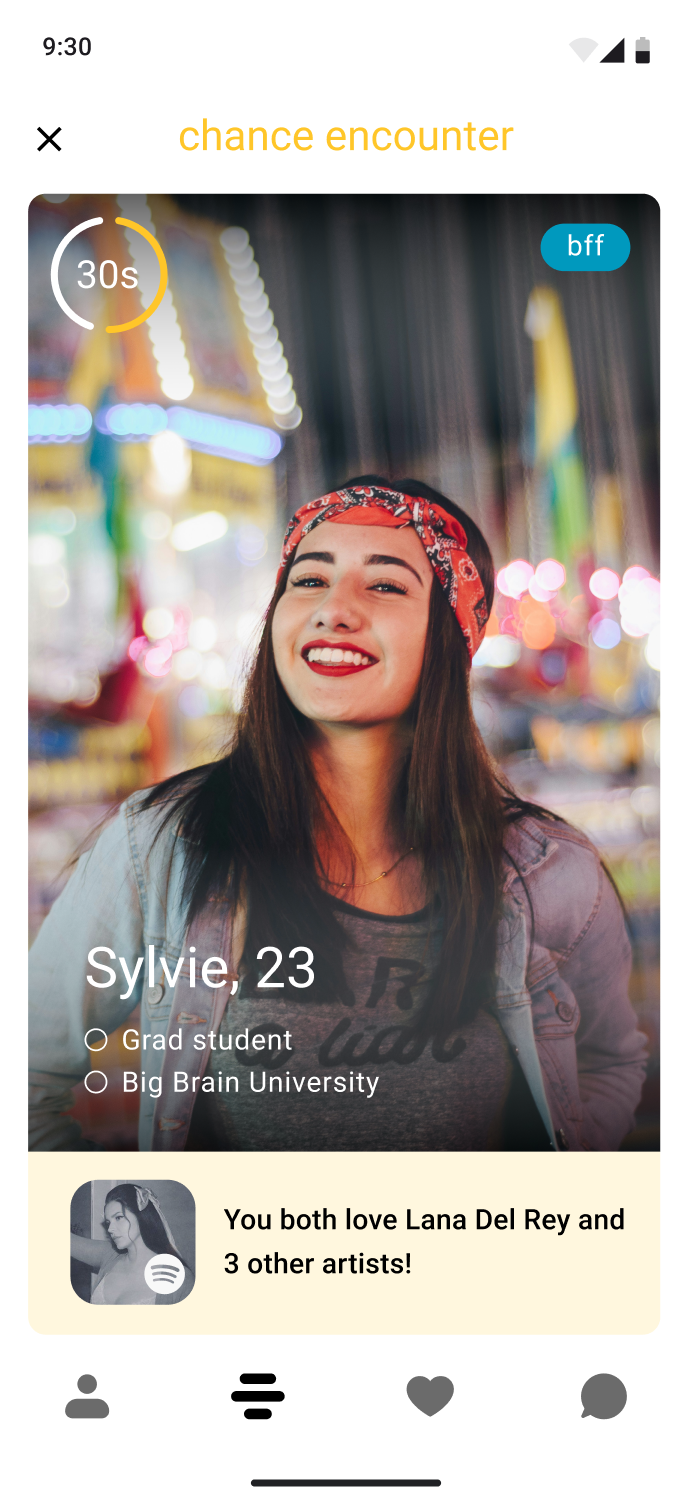 9:30
chance encounter
30s
bff
Sylvie, 23
Grad student
Big Brain University
You both love Lana Del Rey and
3 other artists!